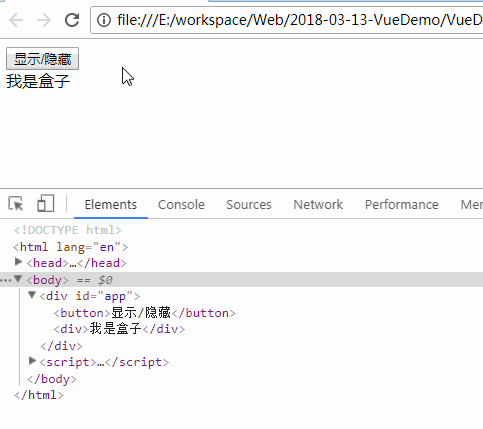 file:///E:/workspace/Web/2018-03-13-VueDemo/VueD
显示/隐藏
我是盒子
Elements Console Sources Network Performance Mer
<!DOCTYPE html>
<html lang="en">
<head>…</head>
<body> == $0
<div id="app">
<button>显示/隐藏</button>
<div>我是盒子</div>
</div>
<script>…</script>
</body>
</html>